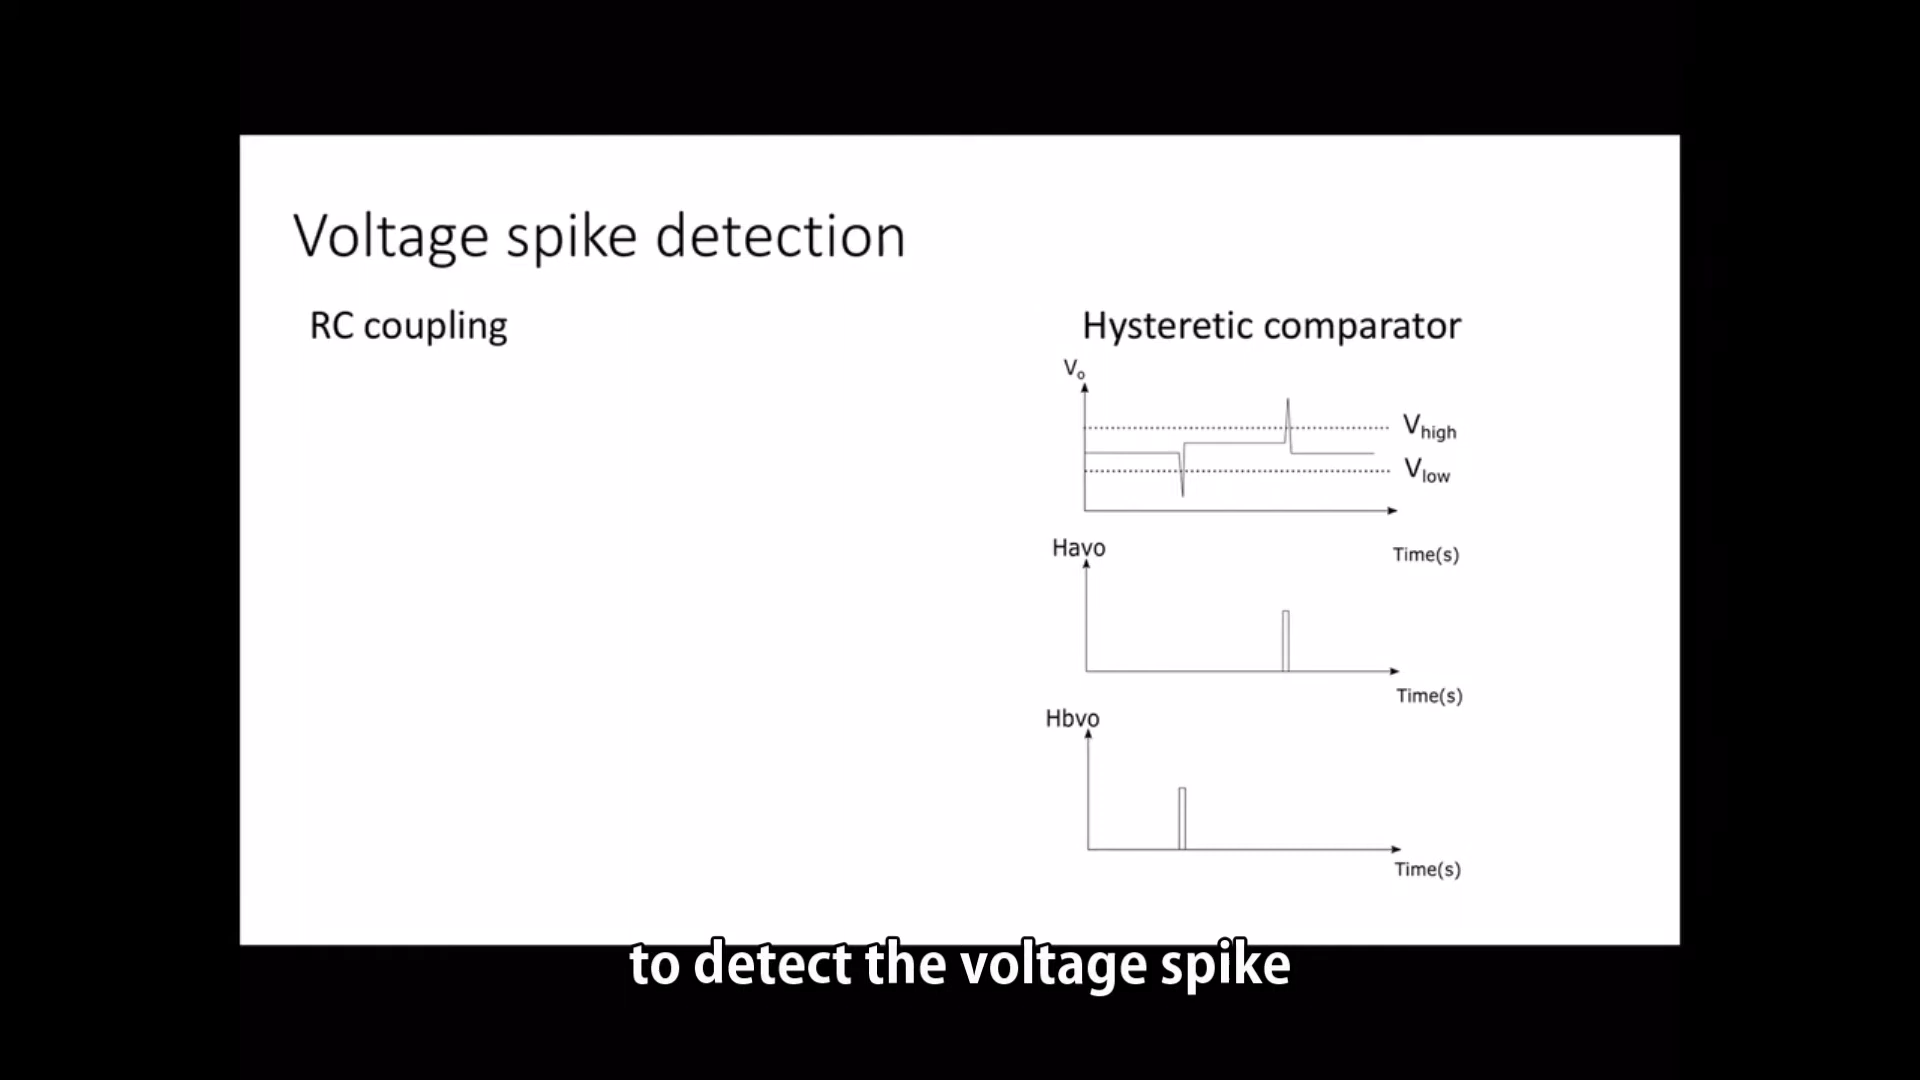 Voltage spike detection
RC coupling
Hysteretic comparator
Vo
Vhigh
Vlow
Time(s)
Havo
Time(s)
Hbvo
Time(s)
to detect the voltage spike